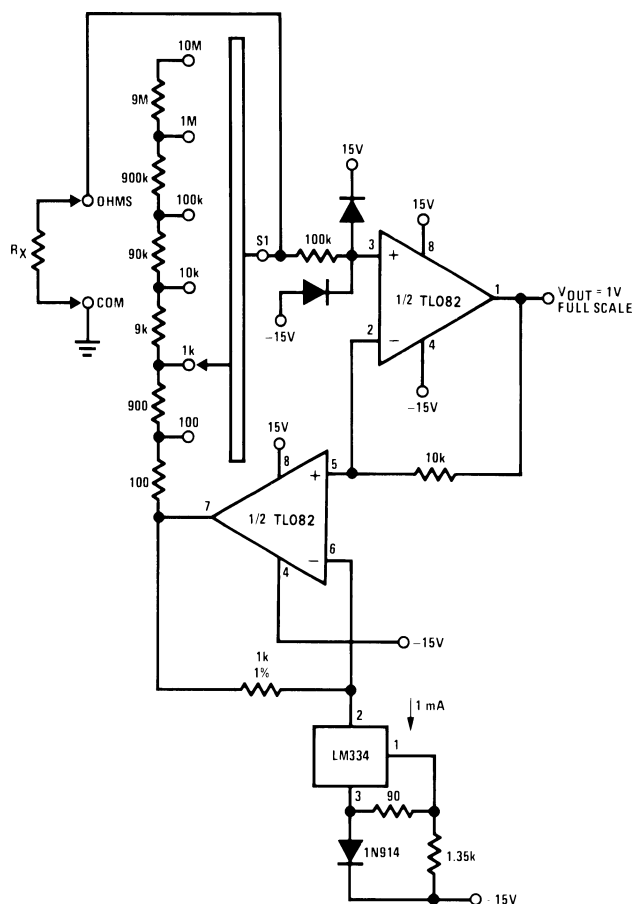 10M
9M
1M
900k
100k
90k
10k
9k
1k
900
100
100
OHMS
RX
COM
S1
100k
15V
-15V
15V
3
+
8
1/2 TL082
1
2
-
4
-15V
VOUT = 1V
FULL SCALE
10k
15V
8
5
+
7
1/2 TL082
6
-
4
-15V
1k
1%
2
1 mA
LM334
1
3
90
1N914
1.35k
-15V